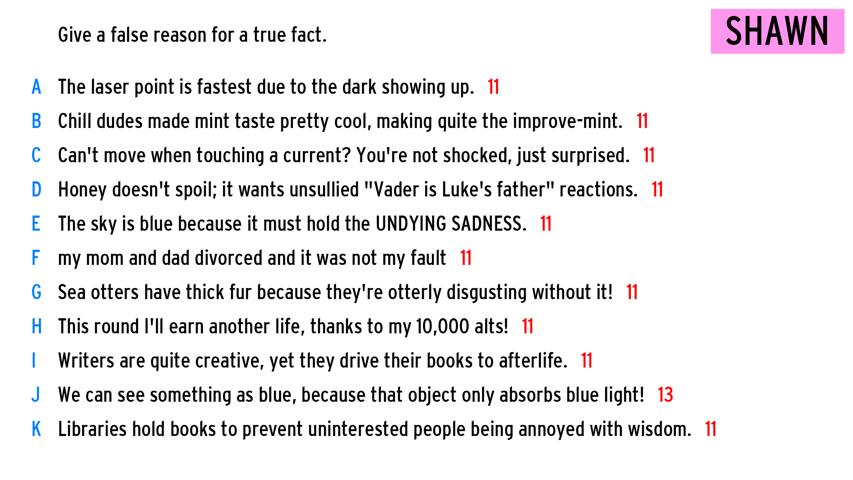 Give a false reason for a true fact.
SHAWN
A The laser point is fastest due to the dark showing up. 11
B Chill dudes made mint taste pretty cool, making quite the improve-mint. 11
C Can't move when touching a current? You're not shocked, just surprised. 11
D Honey doesn't spoil; it wants unsullied "Vader is Luke's father" reactions. 11
E The sky is blue because it must hold the UNDYING SADNESS. 11
F my mom and dad divorced and it was not my fault 11
G Sea otters have thick fur because they're otterly disgusting without it! 11
H This round I'll earn another life, thanks to my 10,000 alts! 11
I Writers are quite creative, yet they drive their books to afterlife. 11
J We can see something as blue, because that object only absorbs blue light! 13
K Libraries hold books to prevent uninterested people being annoyed with wisdom. 11